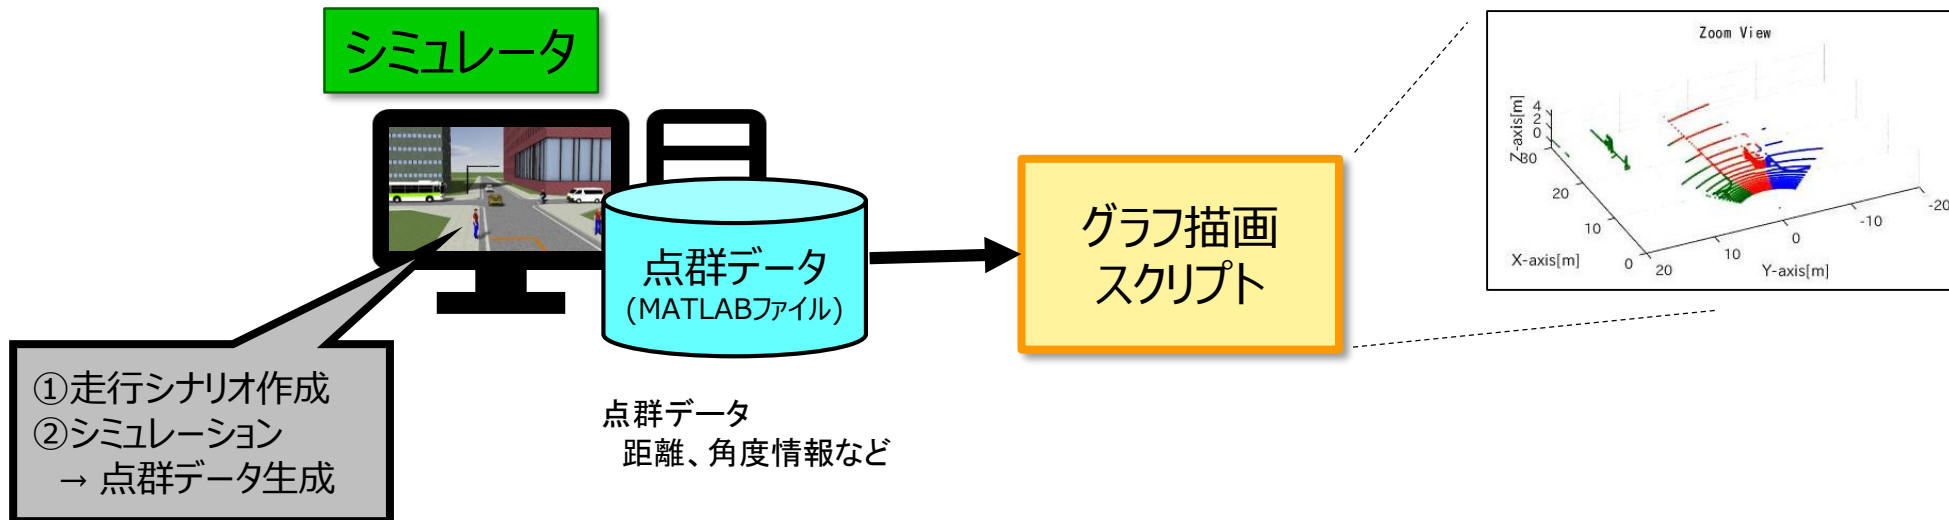 シミュレータ
点群データ
(MATLABファイル)
グラフ描画
スクリプト
①走行シナリオ作成
②シミュレーション
→ 点群データ生成
点群データ
距離、角度情報など
Zoom View
Z-axis[m]
4
2
0
30
20
10
0
X-axis[m]
20
10
0
-10
-20
Y-axis[m]